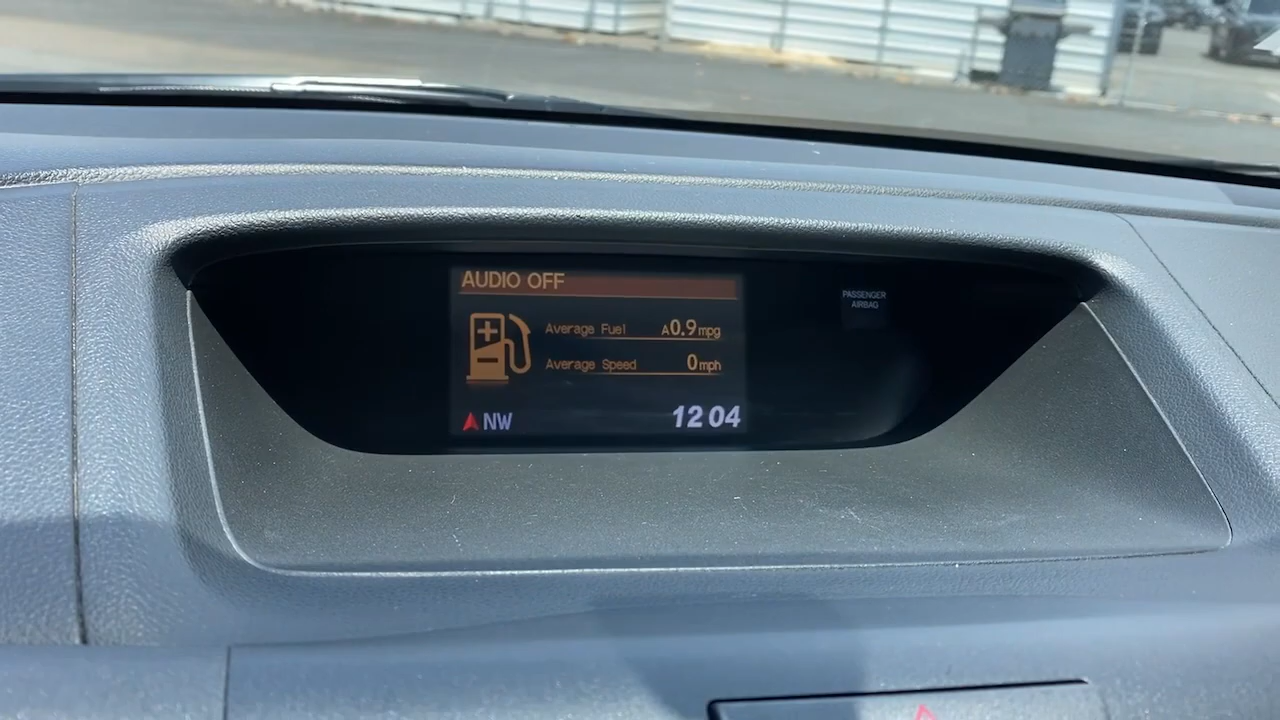 AUDIO OFF
Average Fuel A0.9mpg
Average Speed 0mph
NW 12 04
PASSENGER
AIRBAG